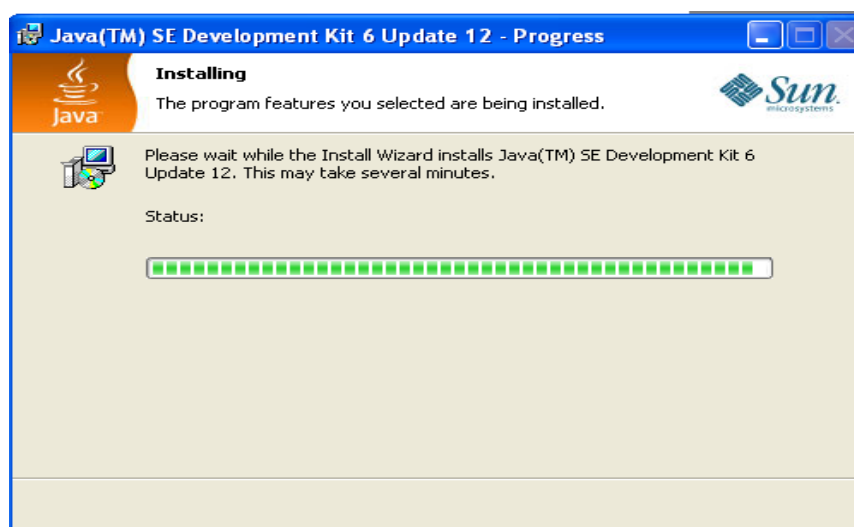 Java(TM) SE Development Kit 6 Update 12 - Progress
Installing
The program features you selected are being installed.
Java
Sun
microsystems
Please wait while the Install Wizard installs Java(TM) SE Development Kit 6
Update 12. This may take several minutes.
Status: